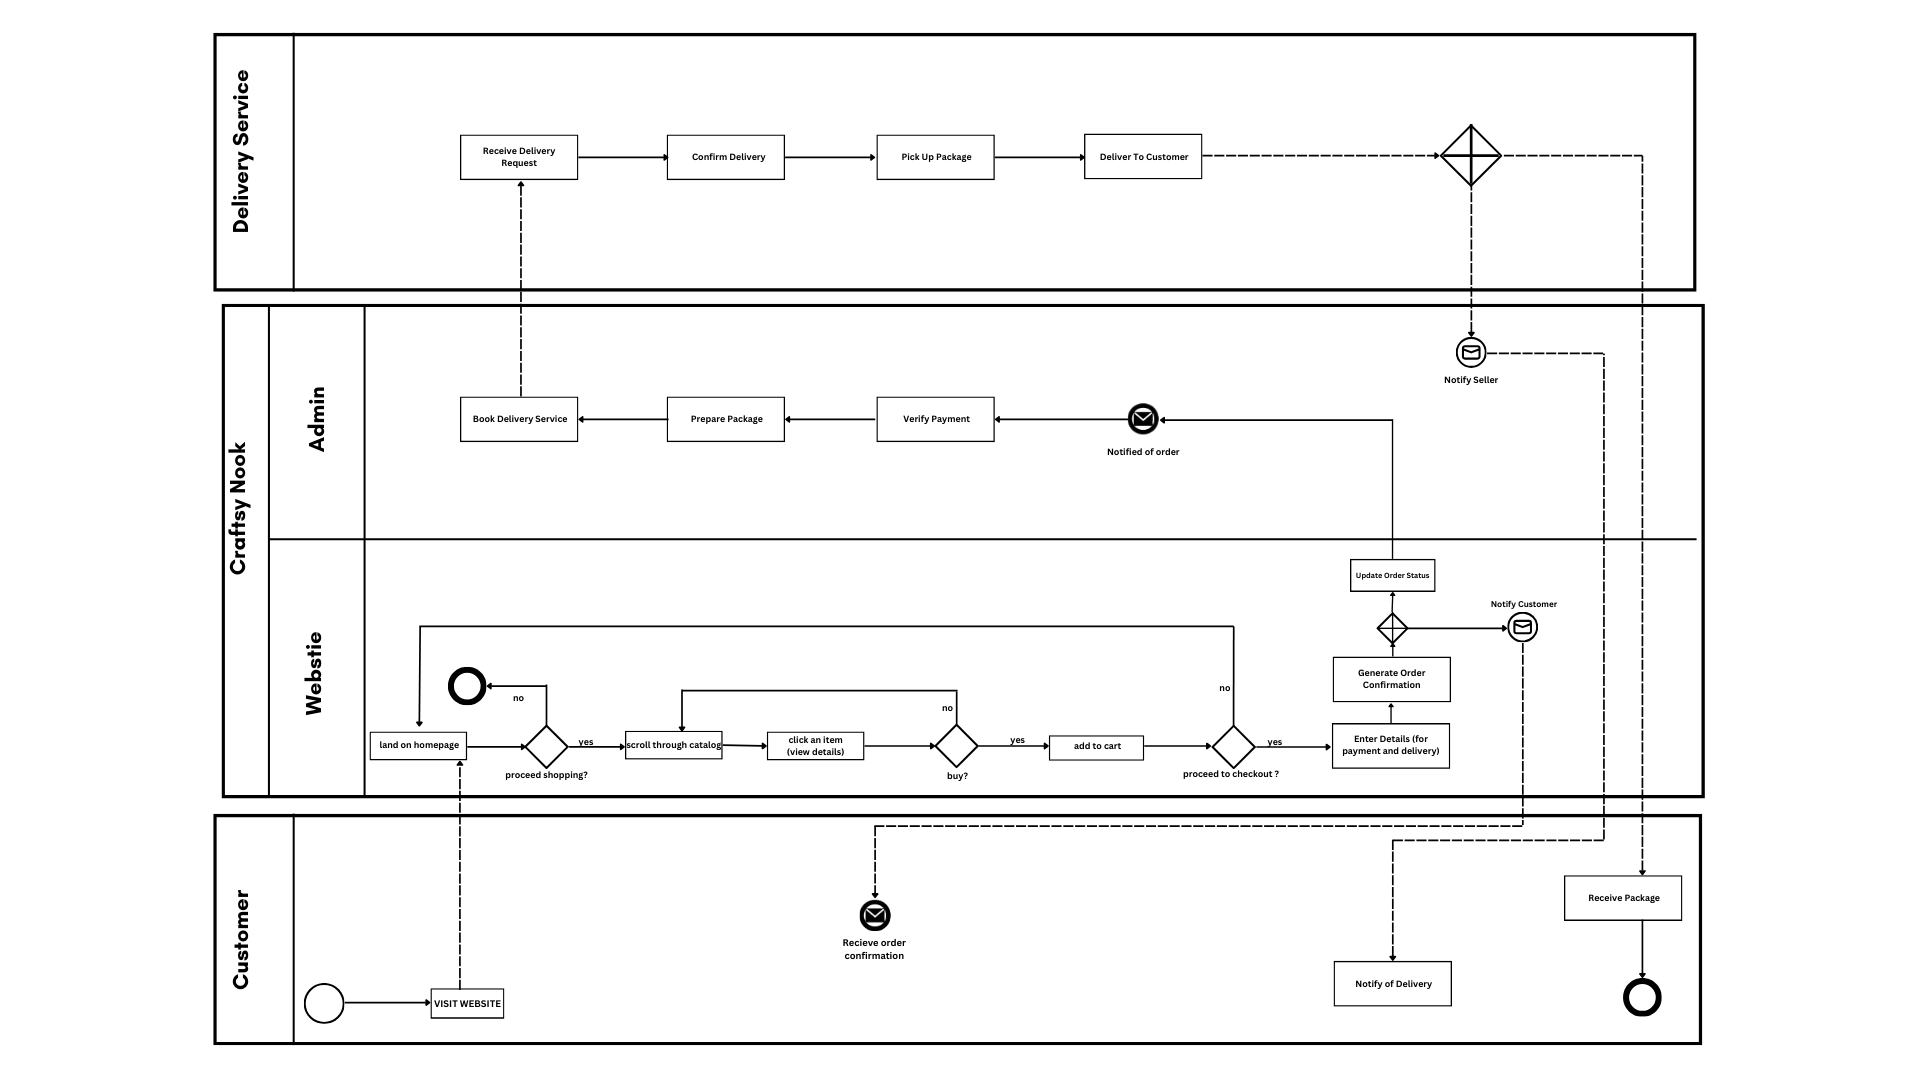 Delivery Service
Receive Delivery
Request
Confirm Delivery
Pick Up Package
Deliver To Customer
Craftsy Nook
Admin
Notify Seller
Book Delivery Service
Prepare Package
Verify Payment
Notified of order
Webstie
Update Order Status
Notify Customer
Generate Order
Confirmation
no
no
no
land on homepage
yes
scroll through catalog
click an item
(view details)
yes
add to cart
yes
Enter Details (for
payment and delivery)
proceed shopping?
buy?
proceed to checkout ?
Customer
Receive Package
Recieve order
confirmation
Notify of Delivery
VISIT WEBSITE